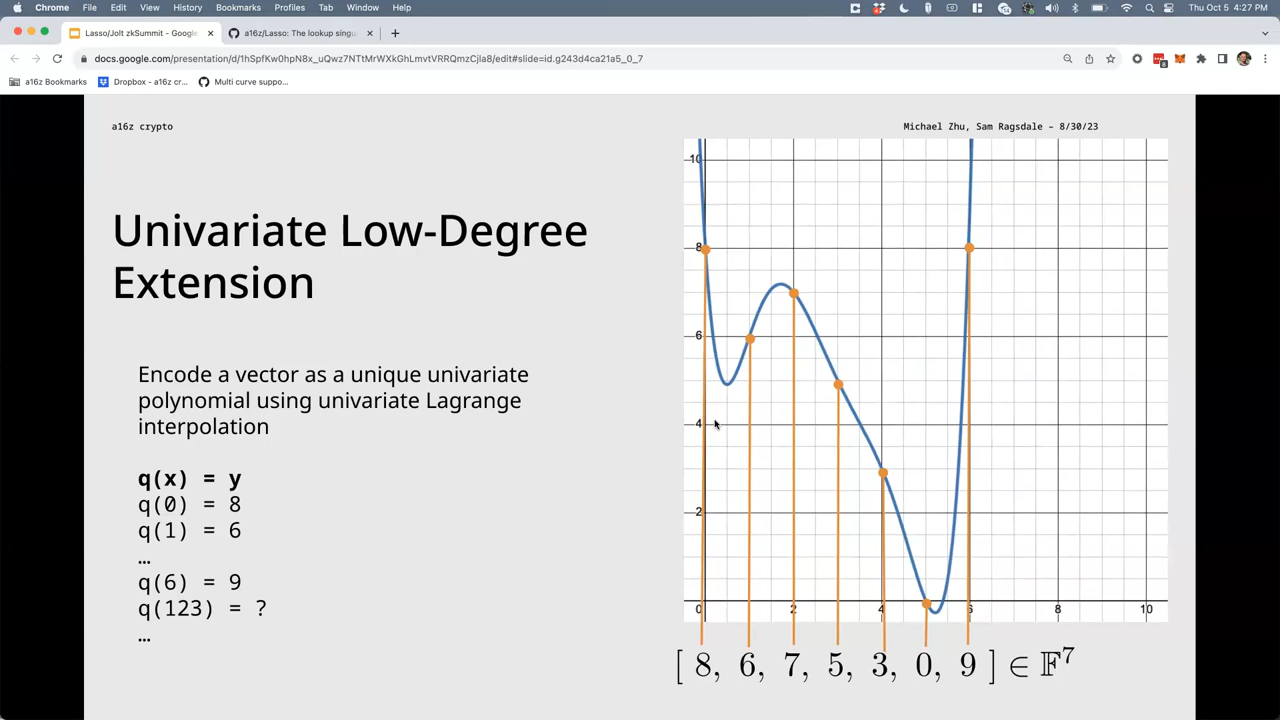 Chrome File Edit View History Bookmarks Profiles Tab Window Help
Thu Oct 5 4:27 PM
Lasso/Jolt zkSummit - Google
a16z/Lasso: The lookup singu
docs.google.com/presentation/d/1hSpfKw0hpN8x_uQwz7NTtMrWXkGhLmvtVRRQmzCjla8/edit#slide=id.g243d4ca21a5_0_7
a16z Bookmarks
Dropbox - a16z cr...
Multi curve suppo...
a16z crypto
Michael Zhu, Sam Ragsdale – 8/30/23
Univariate Low-Degree
Extension
Encode a vector as a unique univariate
polynomial using univariate Lagrange
interpolation
q(x) = y
q(0) = 8
q(1) = 6
…
q(6) = 9
q(123) = ?
…
10
8
6
4
2
0 2 4 6 8 10
[ 8, 6, 7, 5, 3, 0, 9 ] ∈ 𝔽⁷